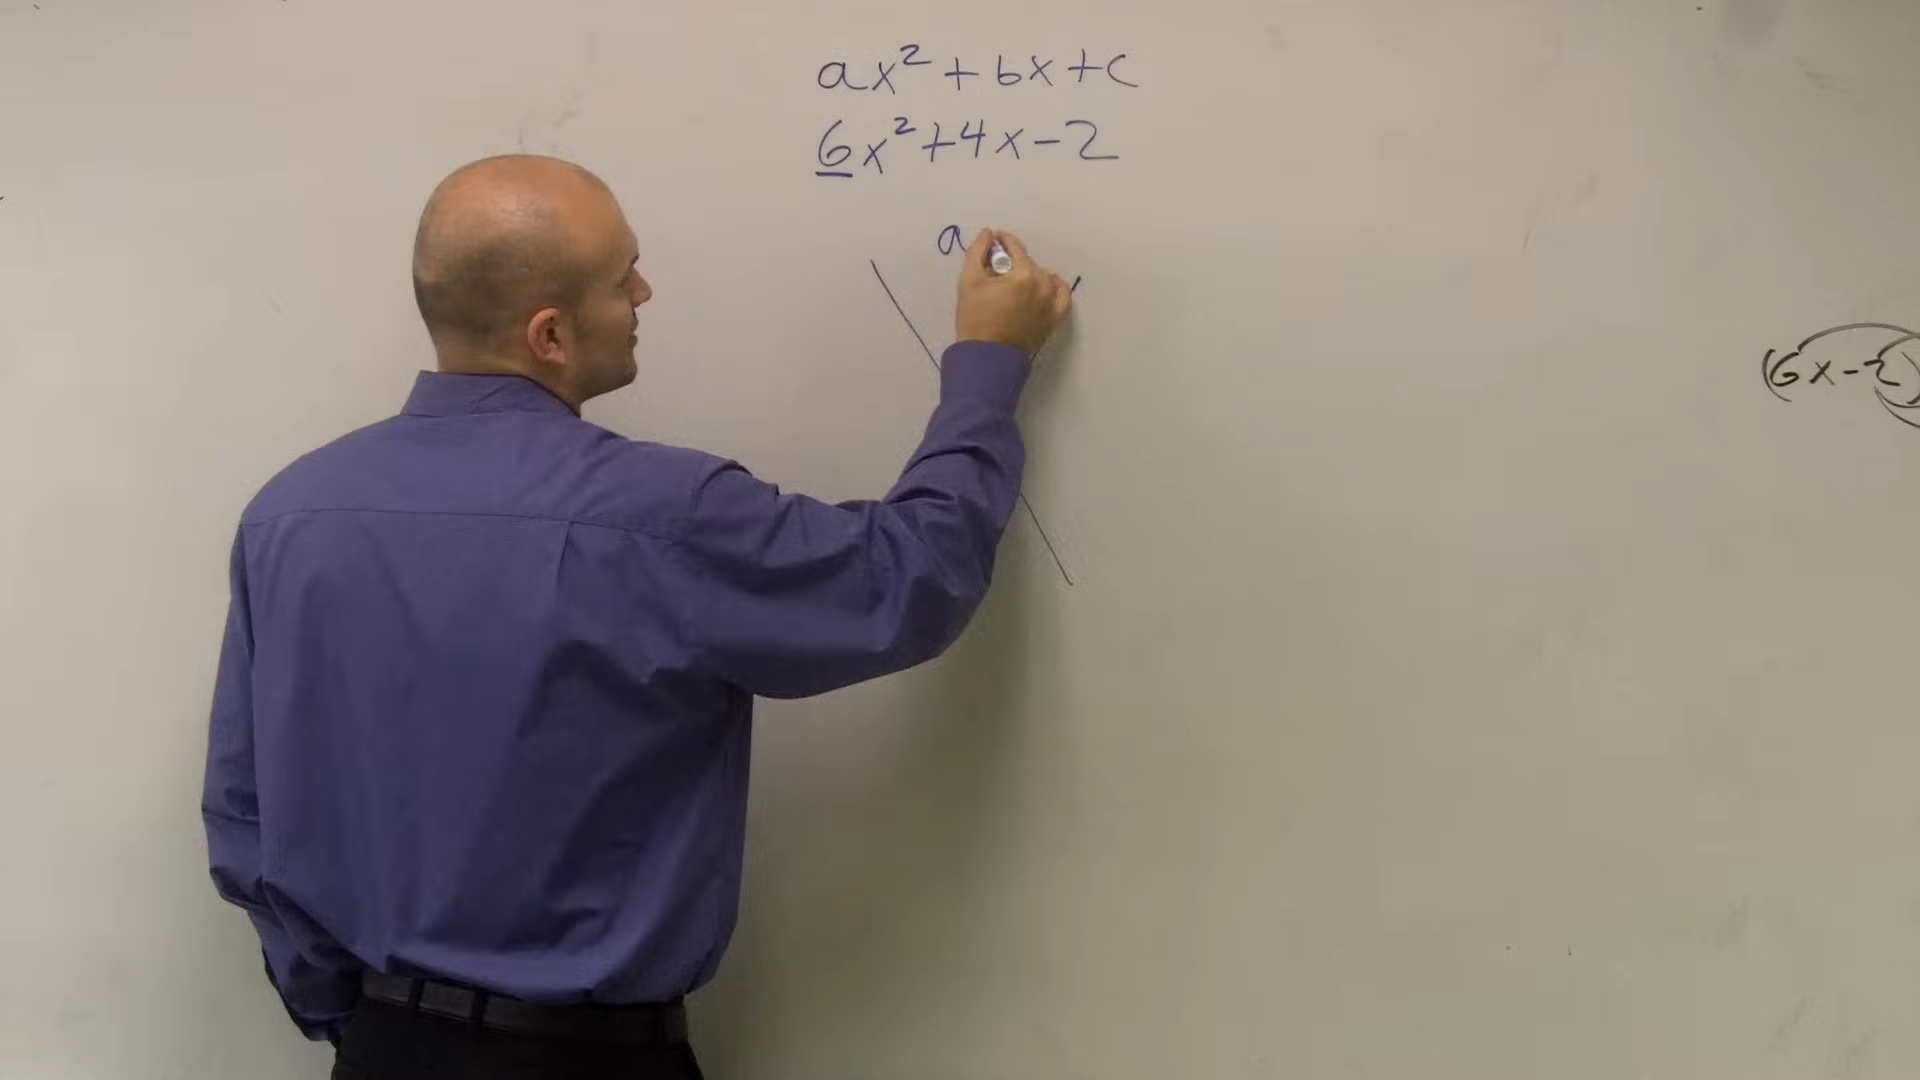 ax² + bx + c
6x² + 4x - 2
a
(6x - 2)